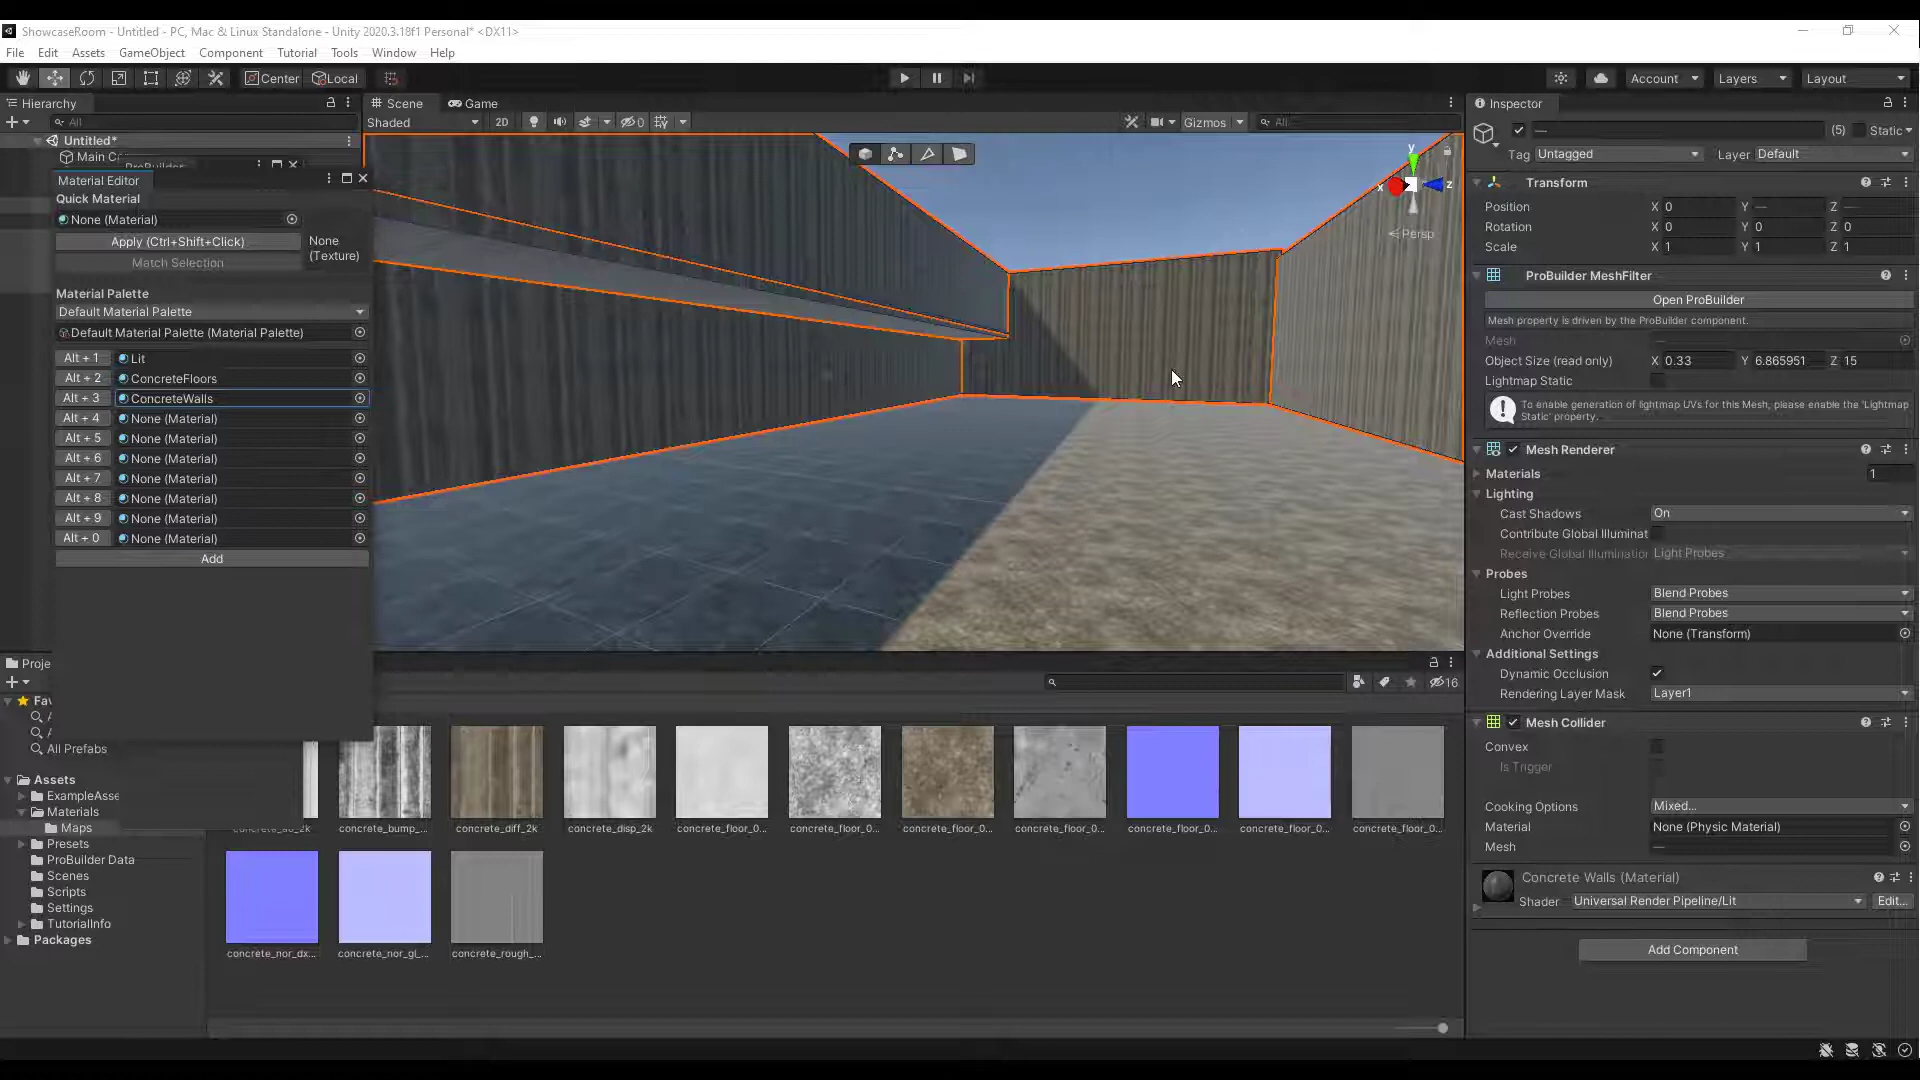 ShowcaseRoom - Untitled - PC, Mac & Linux Standalone - Unity 2020.3.18f1 Personal* <DX11>
File Edit Assets GameObject Component Tutorial Tools Window Help
Center Local Account Layers Layout
Hierarchy
All
Untitled*
Main C
ProBuilder
Material Editor
Quick Material
None (Material)
Apply (Ctrl+Shift+Click)
None
(Texture)
Match Selection
Material Palette
Default Material Palette
Default Material Palette (Material Palette)
Alt + 1 Lit
Alt + 2 ConcreteFloors
Alt + 3 ConcreteWalls
Alt + 4 None (Material)
Alt + 5 None (Material)
Alt + 6 None (Material)
Alt + 7 None (Material)
Alt + 8 None (Material)
Alt + 9 None (Material)
Alt + 0 None (Material)
Add
Scene Game
Shaded 2D 0 Gizmos All
y
x z
Persp
Proje
16
Fav
A
A
All Prefabs
Assets
ExampleAsse
Materials
Maps
Presets
ProBuilder Data
Scenes
Scripts
Settings
TutorialInfo
Packages
concrete_bump_... concrete_diff_2k concrete_disp_2k concrete_floor_0... concrete_floor_0... concrete_floor_0... concrete_floor_0... concrete_floor_0... concrete_floor_0... concrete_floor_0...
concrete_nor_dx... concrete_nor_gl_... concrete_rough_...
Inspector
— (5) Static
Tag Untagged Layer Default
Transform
Position X 0 Y — Z —
Rotation X 0 Y 0 Z 0
Scale X 1 Y 1 Z 1
ProBuilder MeshFilter
Open ProBuilder
Mesh property is driven by the ProBuilder component.
Mesh —
Object Size (read only) X 0.33 Y 6.865951 Z 15
Lightmap Static
To enable generation of lightmap UVs for this Mesh, please enable the 'Lightmap
Static' property.
Mesh Renderer
Materials 1
Lighting
Cast Shadows On
Contribute Global Illuminat
Receive Global Illumination Light Probes
Probes
Light Probes Blend Probes
Reflection Probes Blend Probes
Anchor Override None (Transform)
Additional Settings
Dynamic Occlusion
Rendering Layer Mask Layer1
Mesh Collider
Convex
Is Trigger
Cooking Options Mixed...
Material None (Physic Material)
Mesh —
Concrete Walls (Material)
Shader Universal Render Pipeline/Lit Edit...
Add Component